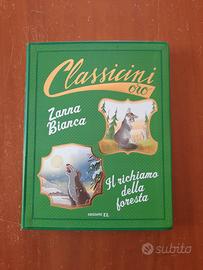 Classicini
oro
Zanna
Bianca
Il richiamo
della
foresta
EDIZIONI EL
subito